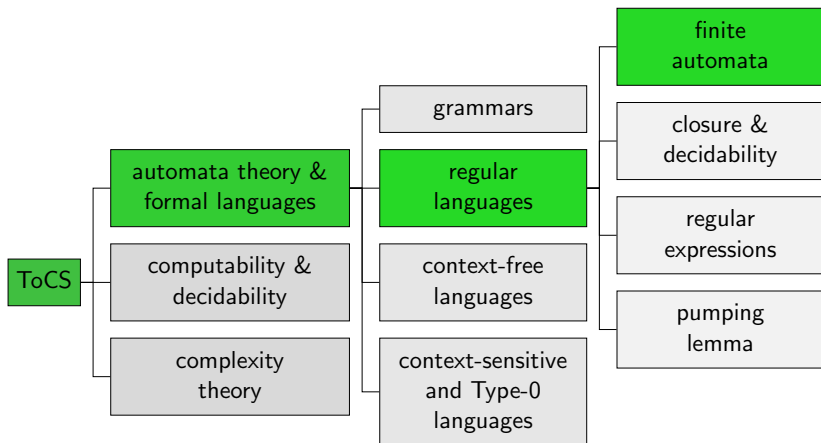 ToCS
automata theory &
formal languages
computability &
decidability
complexity
theory
grammars
regular
languages
context-free
languages
context-sensitive
and Type-0
languages
finite
automata
closure &
decidability
regular
expressions
pumping
lemma